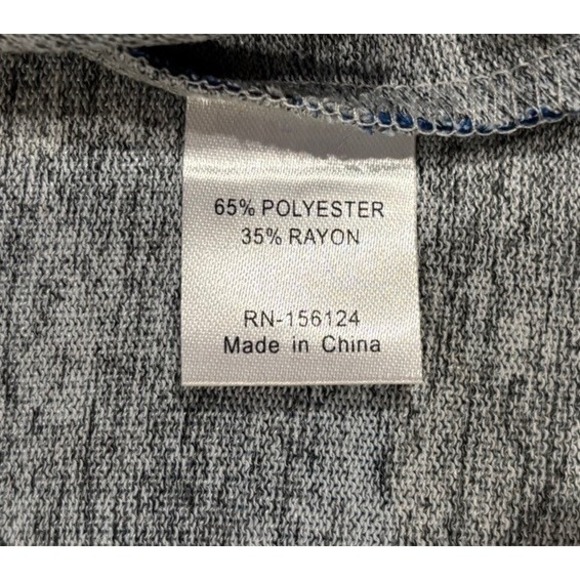 65% POLYESTER
35% RAYON
RN-156124
Made in China